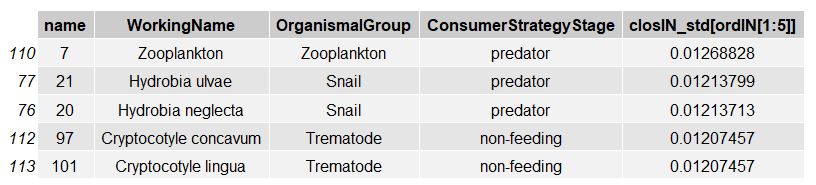 name WorkingName OrganismalGroup ConsumerStrategyStage closIN_std[ordIN[1:5]]
110 7 Zooplankton Zooplankton predator 0.01268828
77 21 Hydrobia ulvae Snail predator 0.01213799
76 20 Hydrobia neglecta Snail predator 0.01213713
112 97 Cryptocotyle concavum Trematode non-feeding 0.01207457
113 101 Cryptocotyle lingua Trematode non-feeding 0.01207457